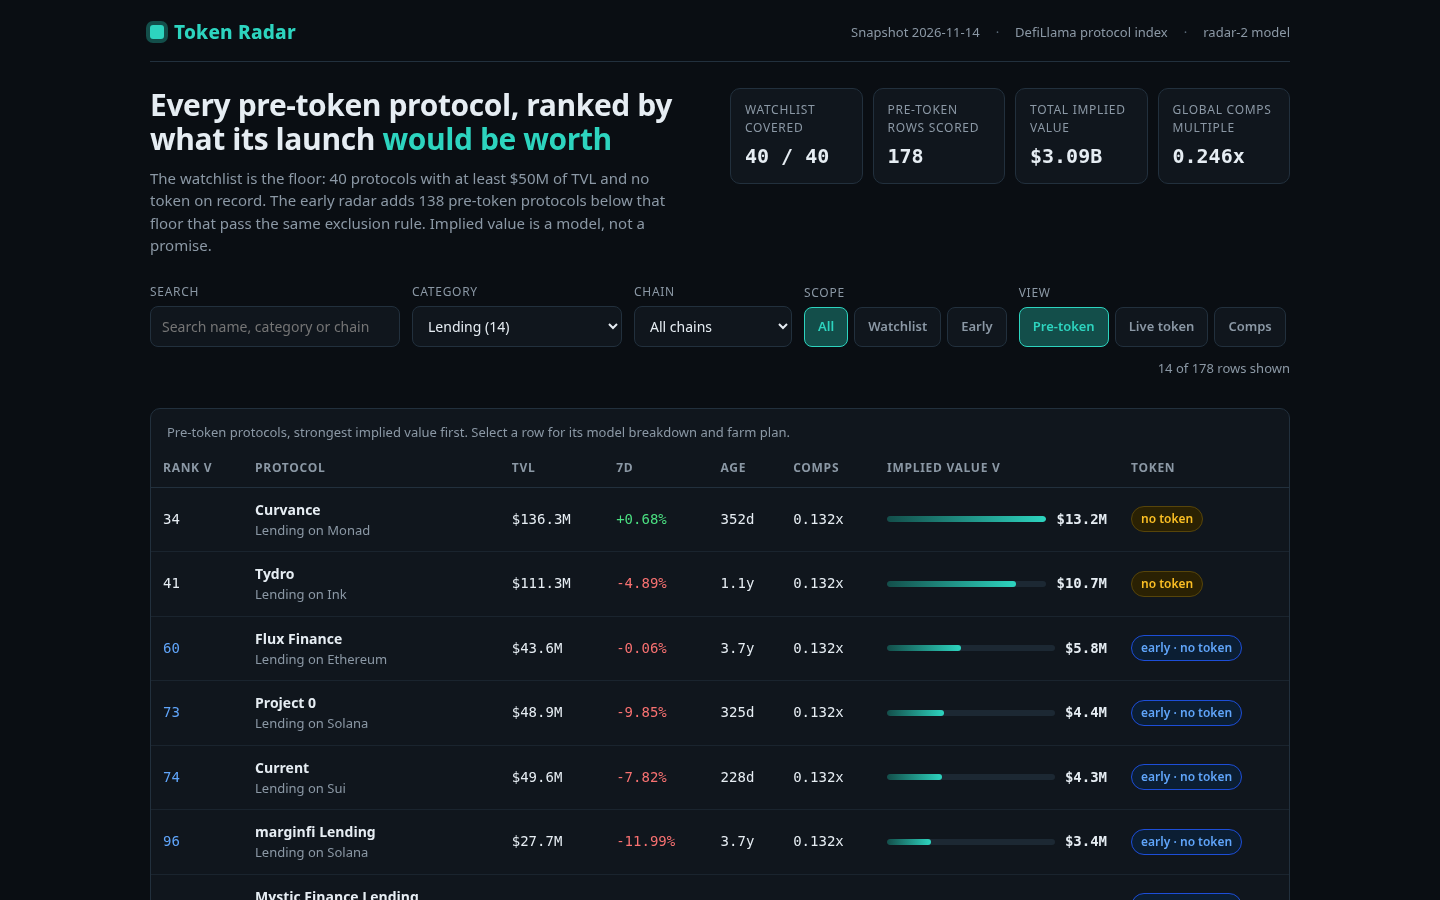 Token Radar
Snapshot 2026-11-14 · DefiLlama protocol index · radar-2 model
Every pre-token protocol, ranked by
what its launch would be worth
The watchlist is the floor: 40 protocols with at least $50M of TVL and no
token on record. The early radar adds 138 pre-token protocols below that
floor that pass the same exclusion rule. Implied value is a model, not a
promise.
WATCHLIST
COVERED
40 / 40
PRE-TOKEN
ROWS SCORED
178
TOTAL IMPLIED
VALUE
$3.09B
GLOBAL COMPS
MULTIPLE
0.246x
SEARCH
Search name, category or chain
CATEGORY
Lending (14)
CHAIN
All chains
SCOPE
All Watchlist Early
VIEW
Pre-token Live token Comps
14 of 178 rows shown
Pre-token protocols, strongest implied value first. Select a row for its model breakdown and farm plan.
RANK V PROTOCOL TVL 7D AGE COMPS IMPLIED VALUE V TOKEN
34 Curvance $136.3M +0.68% 352d 0.132x $13.2M no token
Lending on Monad
41 Tydro $111.3M -4.89% 1.1y 0.132x $10.7M no token
Lending on Ink
60 Flux Finance $43.6M -0.06% 3.7y 0.132x $5.8M early · no token
Lending on Ethereum
73 Project 0 $48.9M -9.85% 325d 0.132x $4.4M early · no token
Lending on Solana
74 Current $49.6M -7.82% 228d 0.132x $4.3M early · no token
Lending on Sui
96 marginfi Lending $27.7M -11.99% 3.7y 0.132x $3.4M early · no token
Lending on Solana
Mystic Finance Lending